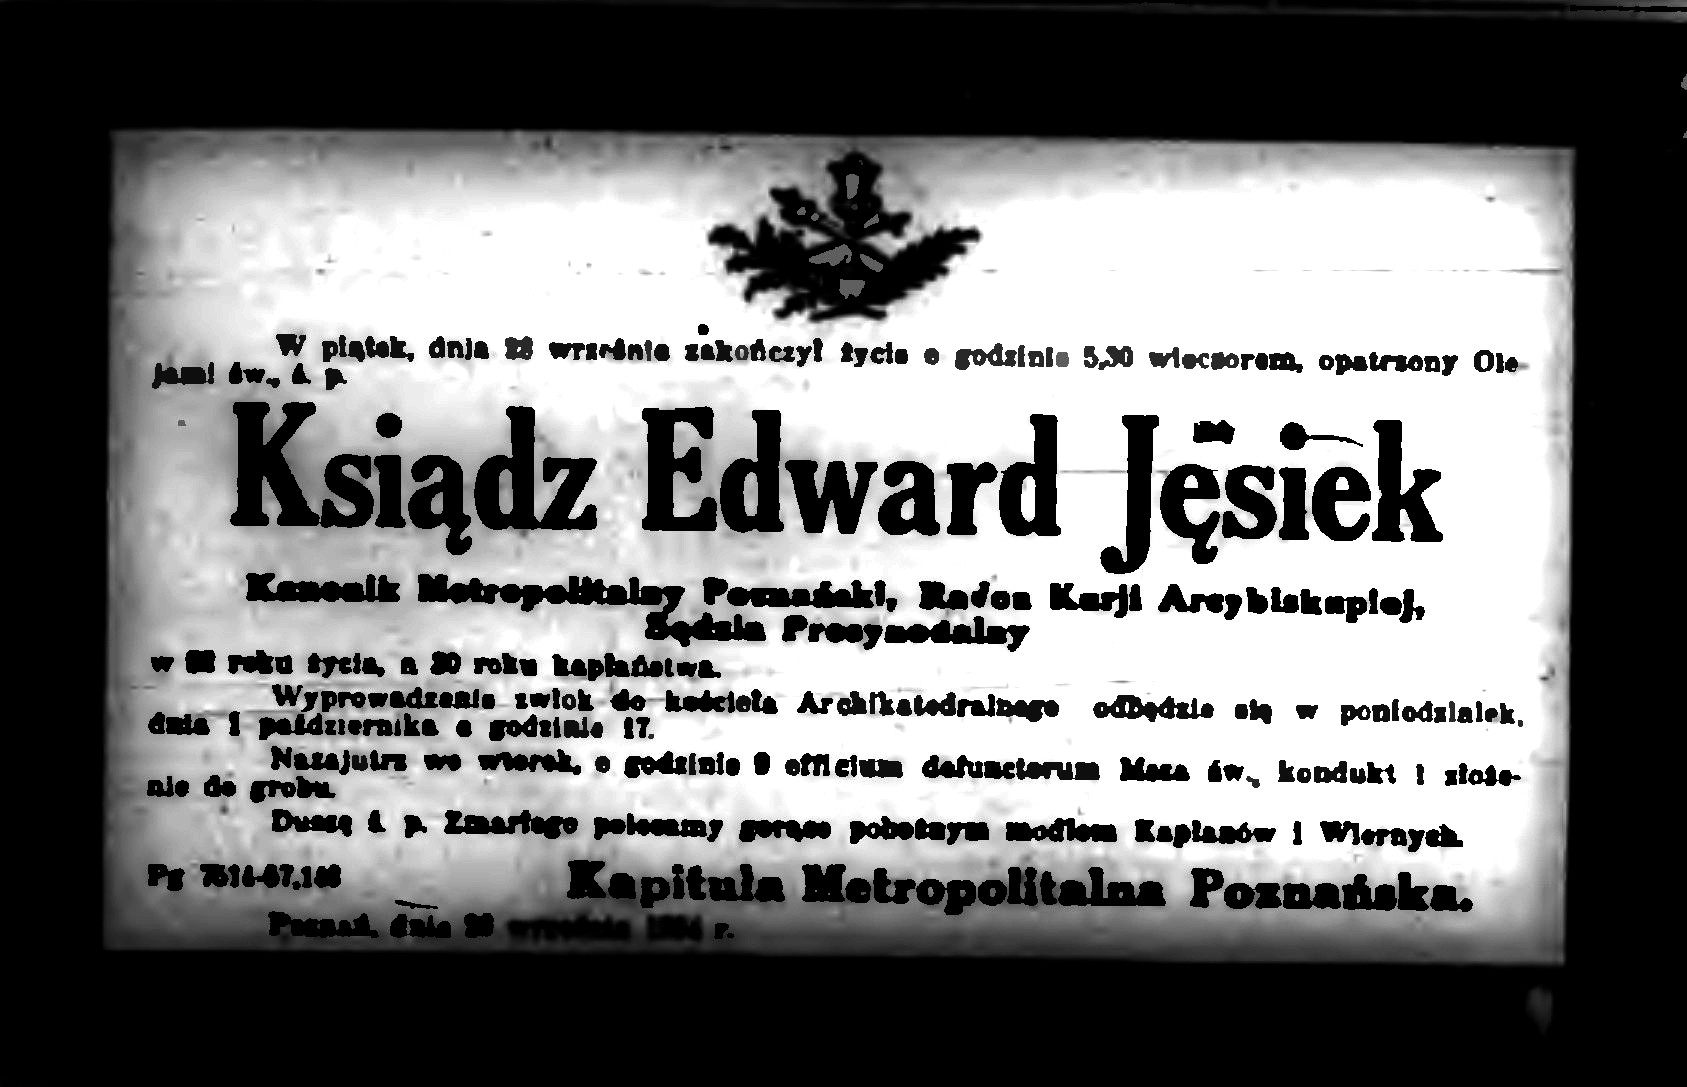 W piątek, dnia 28 września zakończył życie o godzinie 5,30 wieczorem, opatrzony Ole-
jami św., ś. p.
Ksiądz Edward Jęsiek
Kanonik Metropolitalny Poznański, Radca Kurji Arcybiskupiej,
Sędzia Prosynodalny
w roku życia, a 30 roku kapłaństwa.
Wyprowadzenie zwłok do kościoła Archikatedralnego odbędzie się w poniedziałek,
dnia 1 października o godzinie 17.
Nazajutrz we wtorek, o godzinie 9 officium defunctorum Msza św., kondukt i złoże-
nie do grobu.
Duszę ś. p. Zmarłego polecamy gorąco pobożnym modłom Kapłanów i Wiernych.
Kapituła Metropolitalna Poznańska.
Pg
Poznań, dnia września r.